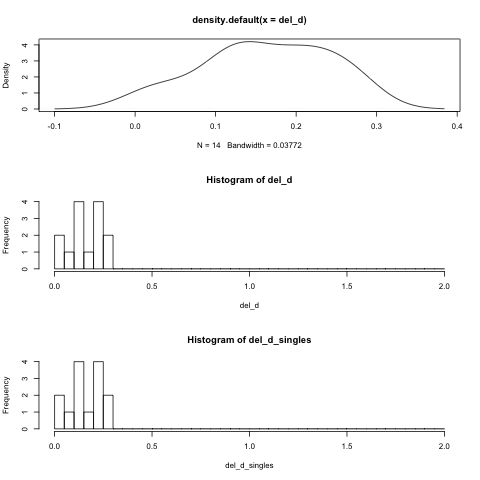 density.default(x = del_d)
Density
0 1 2 3 4
-0.1 0.0 0.1 0.2 0.3 0.4
N = 14 Bandwidth = 0.03772
Histogram of del_d
Frequency
0 1 2 3 4
0.0 0.5 1.0 1.5 2.0
del_d
Histogram of del_d_singles
Frequency
0 1 2 3 4
0.0 0.5 1.0 1.5 2.0
del_d_singles